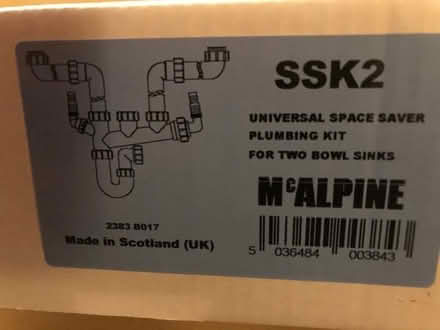 SSK2
UNIVERSAL SPACE SAVER
PLUMBING KIT
FOR TWO BOWL SINKS
McALPINE
2383 B017
Made in Scotland (UK)
5 036484 003843